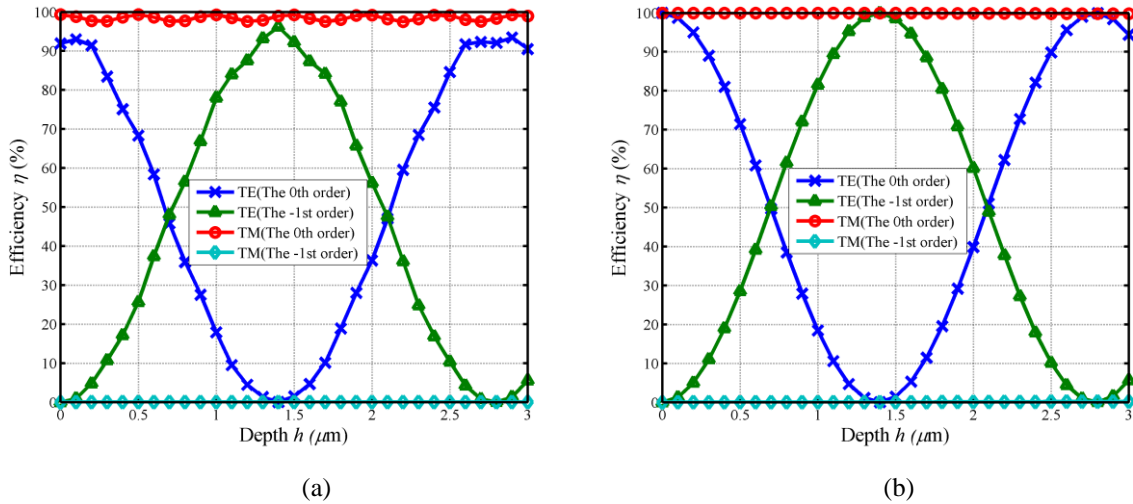 100
90
80
70
60
50
40
30
20
10
0
Efficiency η (%)
TE(The 0th order)
TE(The -1st order)
TM(The 0th order)
TM(The -1st order)
0 0.5 1 1.5 2 2.5 3
Depth h (μm)
(a)
100
90
80
70
60
50
40
30
20
10
0
Efficiency η (%)
TE(The 0th order)
TE(The -1st order)
TM(The 0th order)
TM(The -1st order)
0 0.5 1 1.5 2 2.5 3
Depth h (μm)
(b)